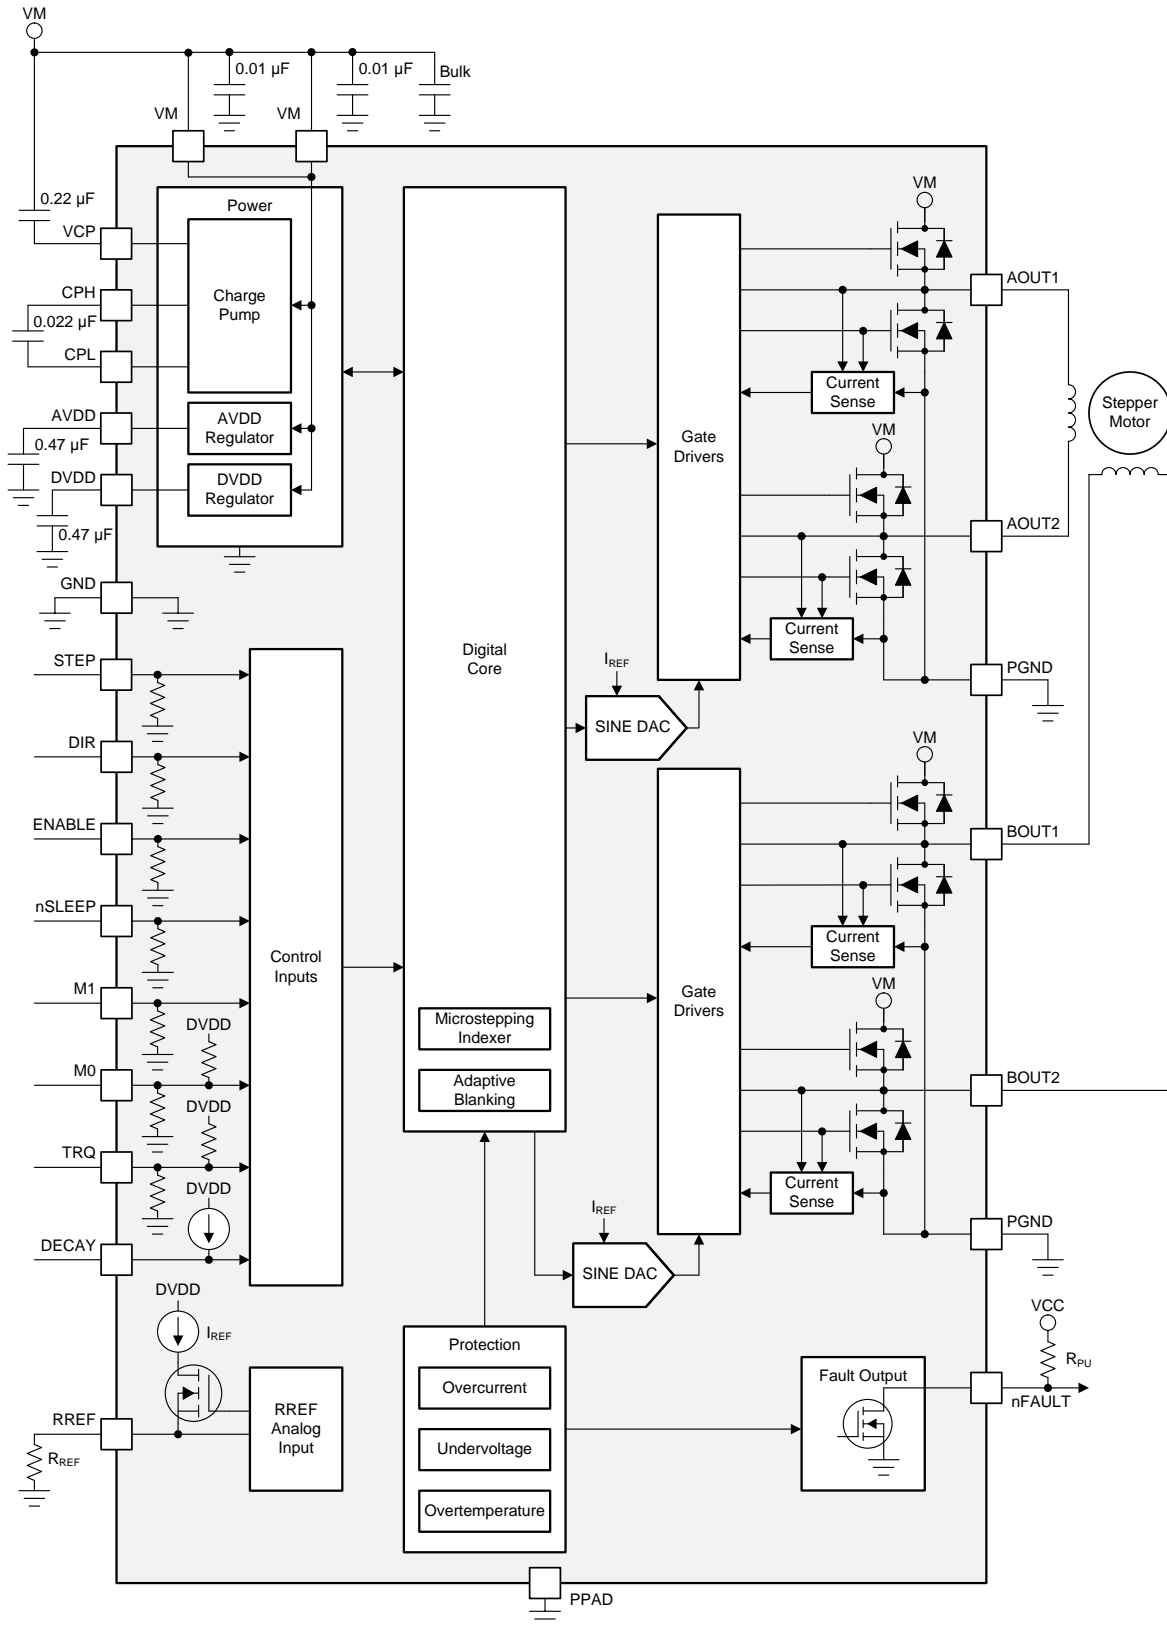 VM
0.01 µF
0.01 µF
Bulk
VM
VM
0.22 µF
VCP
CPH
0.022 µF
CPL
AVDD
0.47 µF
DVDD
0.47 µF
GND
Power
Charge
Pump
AVDD
Regulator
DVDD
Regulator
STEP
DIR
ENABLE
nSLEEP
M1
DVDD
M0
DVDD
TRQ
DVDD
DECAY
Control
Inputs
DVDD
IREF
RREF
RREF
RREF
Analog
Input
Digital
Core
Microstepping
Indexer
Adaptive
Blanking
Protection
Overcurrent
Undervoltage
Overtemperature
IREF
SINE DAC
IREF
SINE DAC
Gate
Drivers
VM
Current
Sense
VM
Current
Sense
AOUT1
Stepper
Motor
AOUT2
PGND
Gate
Drivers
VM
Current
Sense
VM
Current
Sense
BOUT1
BOUT2
PGND
VCC
RPU
Fault Output
nFAULT
PPAD